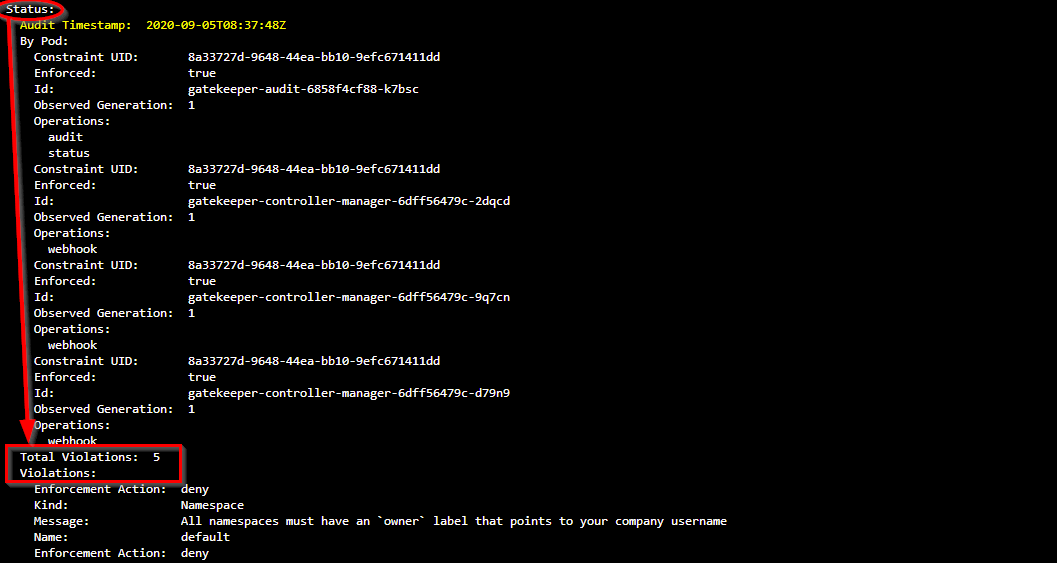 Status:
Audit Timestamp:  2020-09-05T08:37:48Z
By Pod:
Constraint UID:       8a33727d-9648-44ea-bb10-9efc671411dd
Enforced:             true
Id:                   gatekeeper-audit-6858f4cf88-k7bsc
Observed Generation:  1
Operations:
audit
status
Constraint UID:       8a33727d-9648-44ea-bb10-9efc671411dd
Enforced:             true
Id:                   gatekeeper-controller-manager-6dff56479c-2dqcd
Observed Generation:  1
Operations:
webhook
Constraint UID:       8a33727d-9648-44ea-bb10-9efc671411dd
Enforced:             true
Id:                   gatekeeper-controller-manager-6dff56479c-9q7cn
Observed Generation:  1
Operations:
webhook
Constraint UID:       8a33727d-9648-44ea-bb10-9efc671411dd
Enforced:             true
Id:                   gatekeeper-controller-manager-6dff56479c-d79n9
Observed Generation:  1
Operations:
webhook
Total Violations:  5
Violations:
Enforcement Action:  deny
Kind:                Namespace
Message:             All namespaces must have an `owner` label that points to your company username
Name:                default
Enforcement Action:  deny